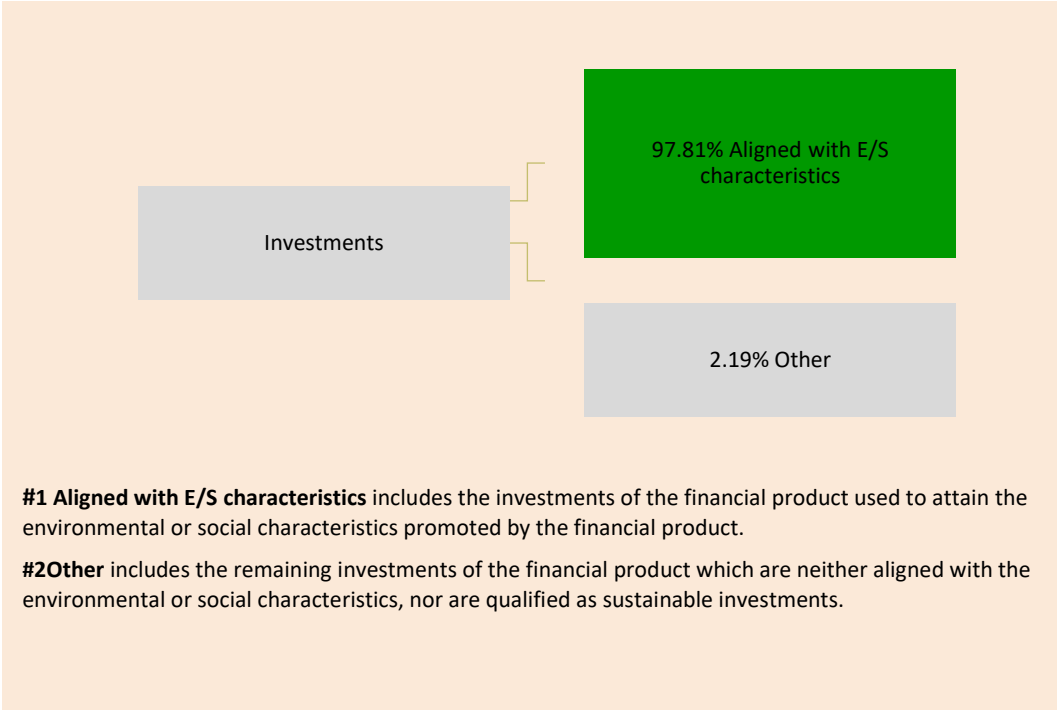 97.81% Aligned with E/S
characteristics
Investments
2.19% Other
#1 Aligned with E/S characteristics includes the investments of the financial product used to attain the
environmental or social characteristics promoted by the financial product.
#2Other includes the remaining investments of the financial product which are neither aligned with the
environmental or social characteristics, nor are qualified as sustainable investments.